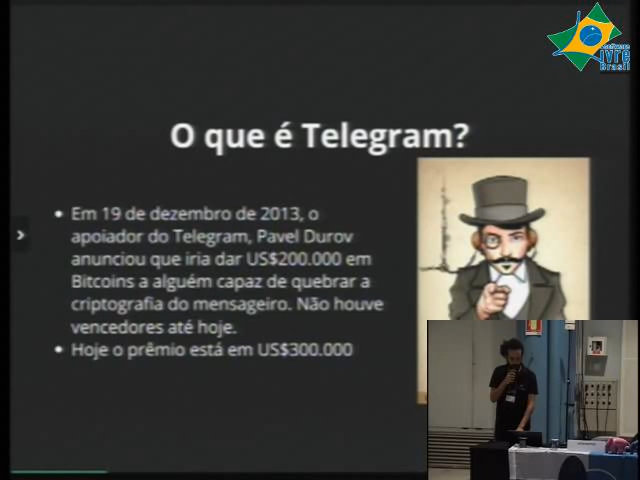 O que é Telegram?
Em 19 de dezembro de 2013, o
apoiador do Telegram, Pavel Durov
anunciou que iria dar US$200.000 em
Bitcoins a alguém capaz de quebrar a
criptografia do mensageiro. Não houve
vencedores até hoje.
Hoje o prêmio está em US$300.000
ivre
Brasil